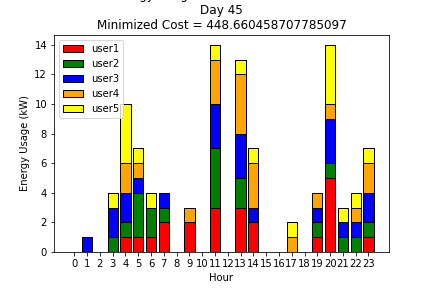 Day 45
Minimized Cost = 448.660458707785097
14
12
10
8
6
4
2
0
Energy Usage (kW)
user1
user2
user3
user4
user5
0 1 2 3 4 5 6 7 8 9 10 11 12 13 14 15 16 17 18 19 20 21 22 23
Hour